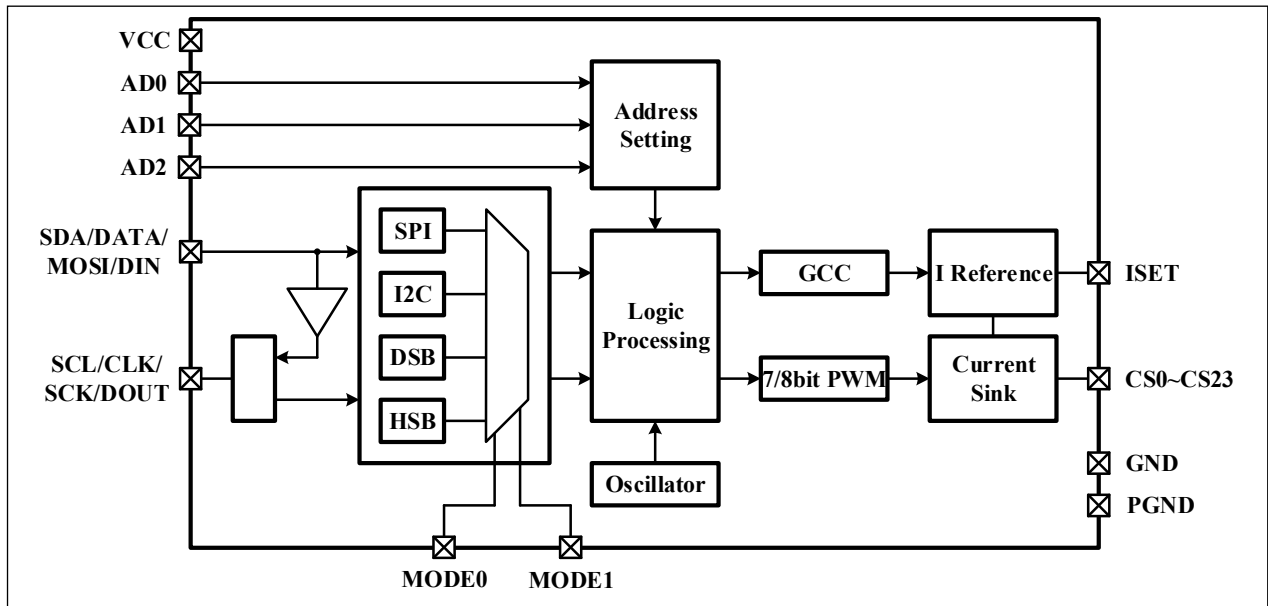 VCC
AD0
AD1
AD2
SDA/DATA/
MOSI/DIN
SCL/CLK/
SCK/DOUT
SPI
I2C
DSB
HSB
Address
Setting
Logic
Processing
Oscillator
GCC
7/8bit PWM
I Reference
Current
Sink
ISET
CS0~CS23
GND
PGND
MODE0
MODE1